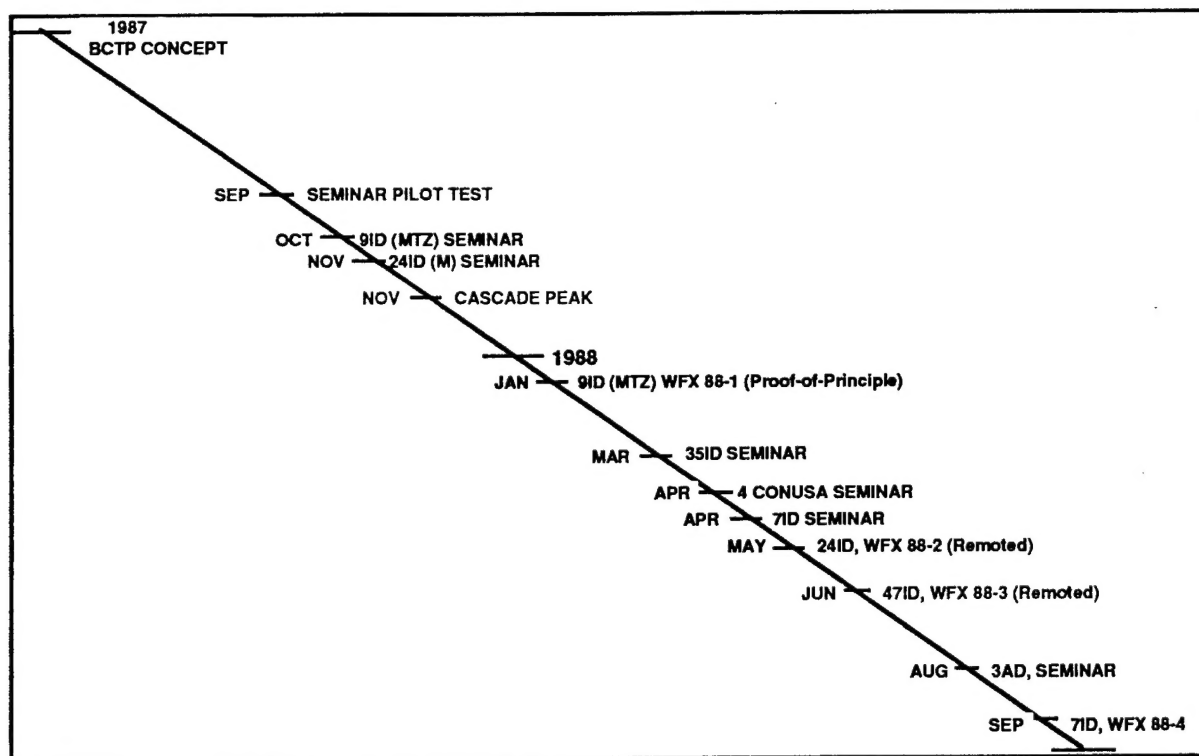 1987
BCTP CONCEPT
SEP SEMINAR PILOT TEST
OCT 9ID (MTZ) SEMINAR
NOV 24ID (M) SEMINAR
NOV CASCADE PEAK
1988
JAN 9ID (MTZ) WFX 88-1 (Proof-of-Principle)
MAR 35ID SEMINAR
APR 4 CONUSA SEMINAR
APR 7ID SEMINAR
MAY 24ID, WFX 88-2 (Remoted)
JUN 47ID, WFX 88-3 (Remoted)
AUG 3AD, SEMINAR
SEP 7ID, WFX 88-4